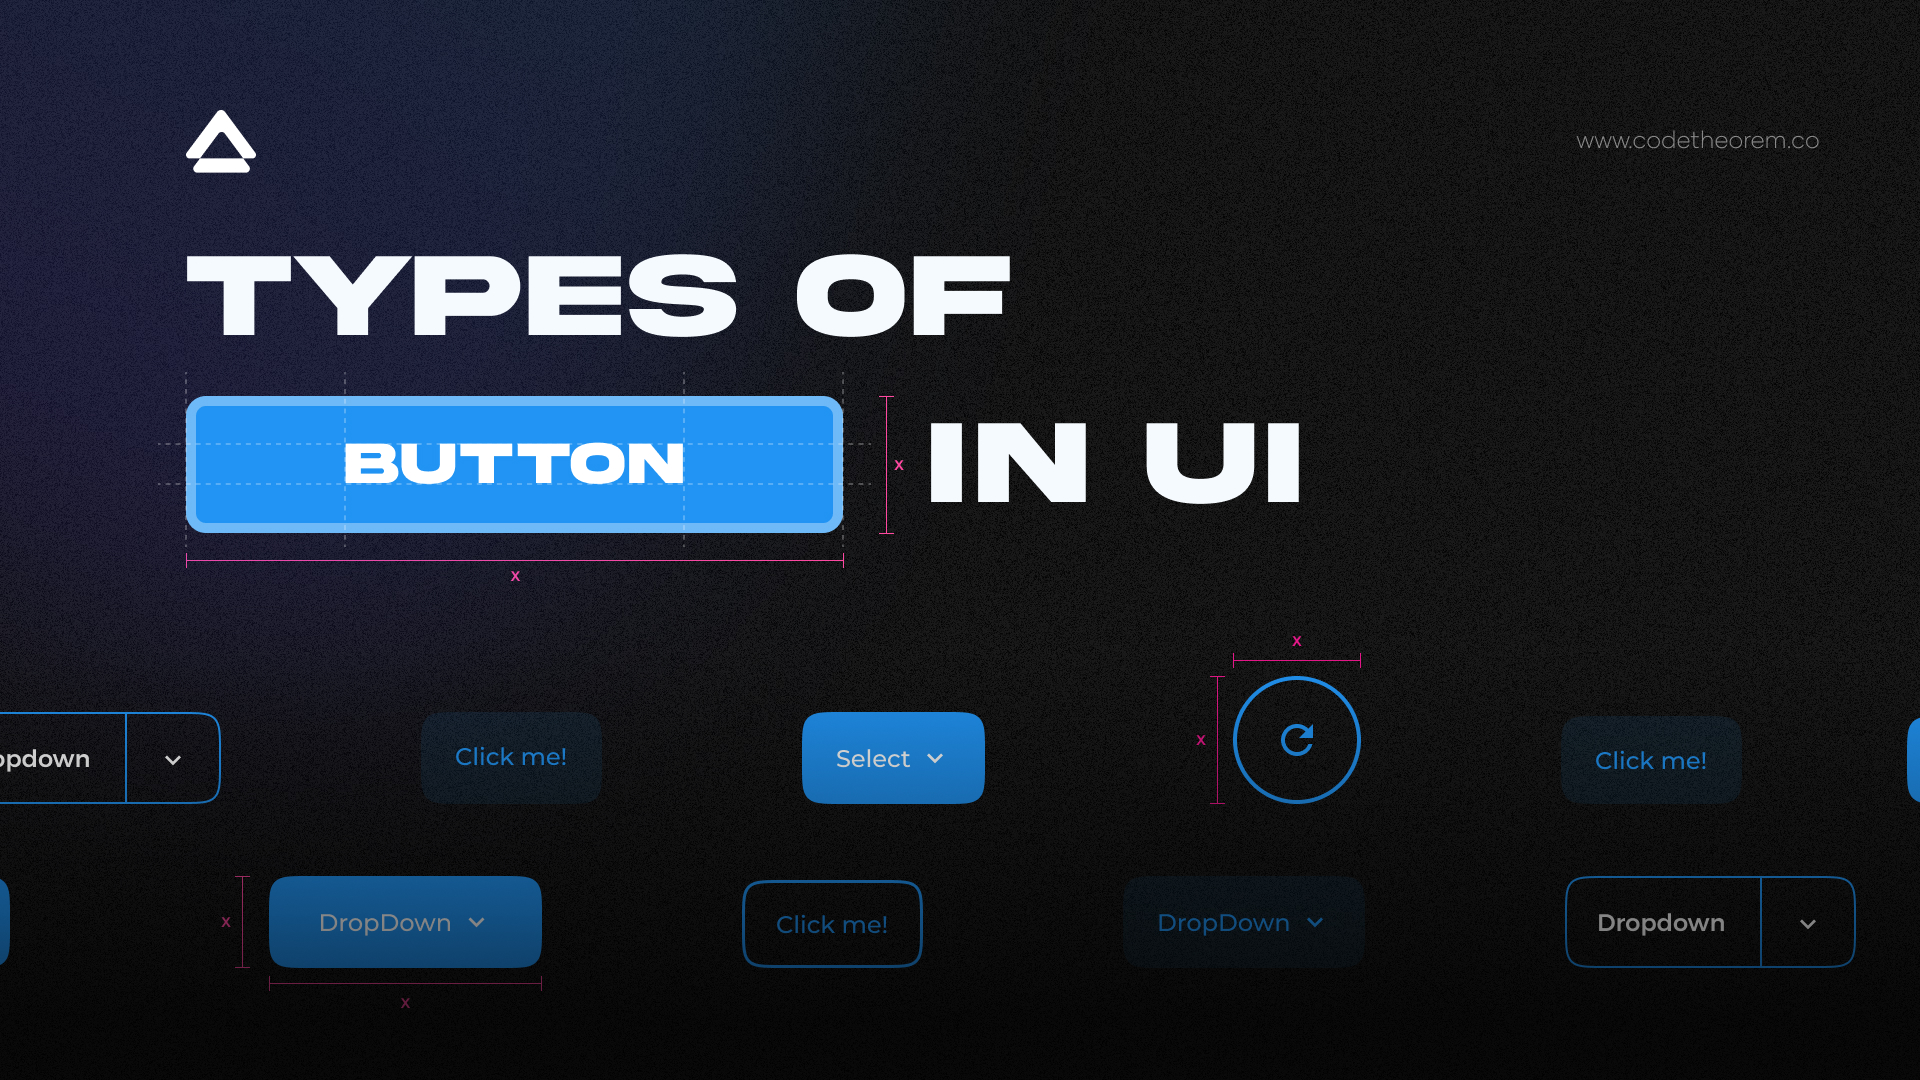 www.codetheorem.co
TYPES OF
BUTTON IN UI
x
x
x
x
opdown
Click me!
Select
Click me!
x
DropDown
Click me!
DropDown
Dropdown
x